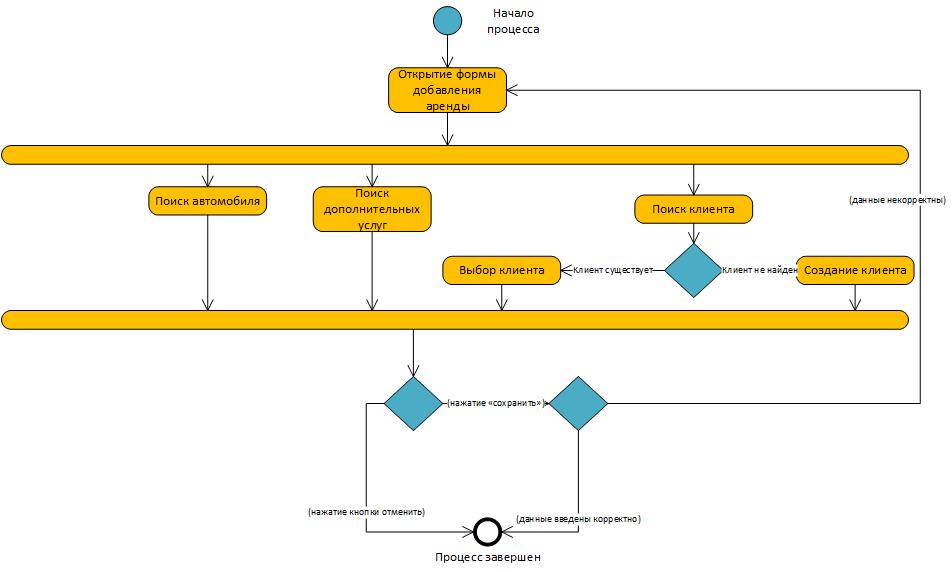 Начало
процесса
Открытие формы
добавления
аренды
Поиск автомобиля
Поиск
дополнительных
услуг
Поиск клиента
(данные некорректны)
Выбор клиента
Клиент существует
Клиент не найден
Создание клиента
(нажатие «сохранить»)
(нажатие кнопки отменить)
(данные введены корректно)
Процесс завершен